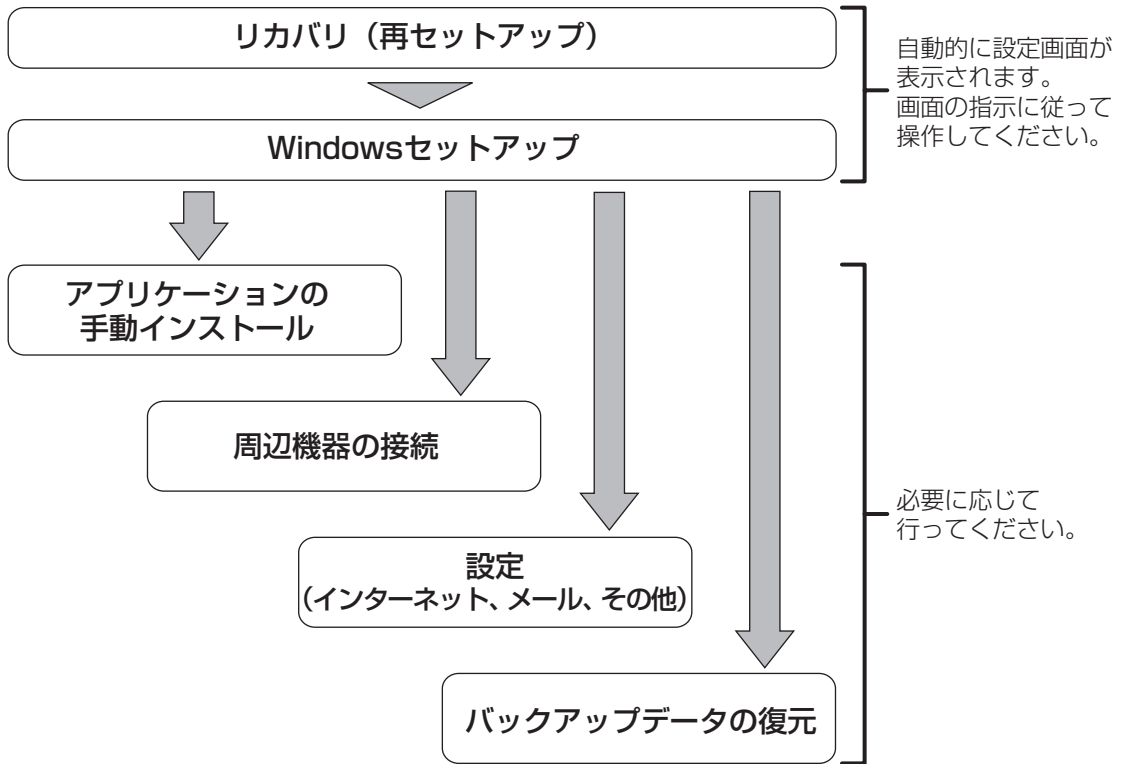 リカバリ（再セットアップ）
自動的に設定画面が
表示されます。
画面の指示に従って
操作してください。
Windowsセットアップ
アプリケーションの
手動インストール
周辺機器の接続
必要に応じて
行ってください。
設定
（インターネット、メール、その他）
バックアップデータの復元